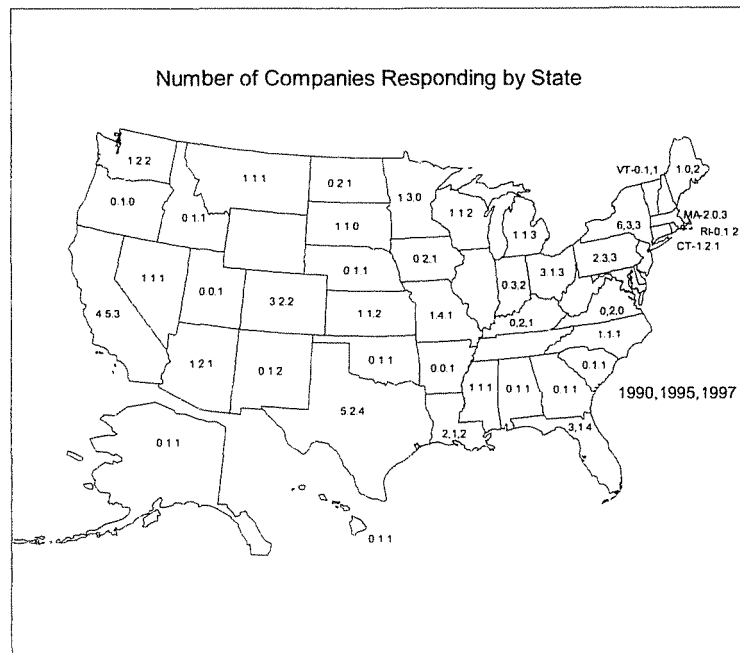 Number of Companies Responding by State
VT-0.1,1
1.0,2
1 2 2
1 1 1
0 2 1
1 3.0
0.1.0
0 1.1
1 1 0
1 1 2
1 1 3
6,3,3
MA-2.0.3
RI-0.1 2
CT-1.2.1
0 1.1
0 2.1
2.3.3
3.1.3
0 3,2
1 1 1
0.0.1
3 2.2
1 1.2
1.4.1
4 5.3
0,2,0
0,2,1
1.1.1
1 2 1
0 1.2
0 1 1
0 0.1
0.1.1
1 1 1
0 1 1
0.1 1
1990,1995,1997
5.2.4
2,1,2
3,1 4
0 1 1
0 1 1